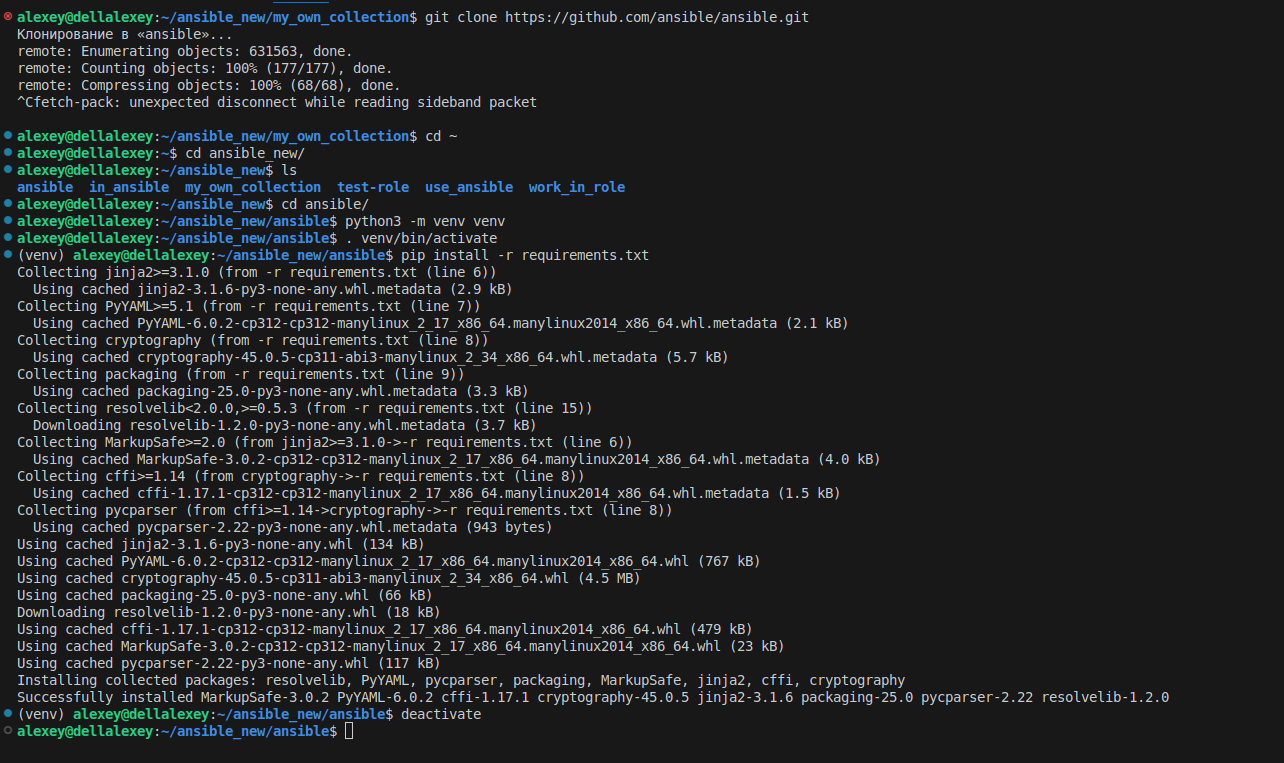 alexey@dellalexey:~/ansible_new/my_own_collection$ git clone https://github.com/ansible/ansible.git
Клонирование в «ansible»...
remote: Enumerating objects: 631563, done.
remote: Counting objects: 100% (177/177), done.
remote: Compressing objects: 100% (68/68), done.
^Cfetch-pack: unexpected disconnect while reading sideband packet
alexey@dellalexey:~/ansible_new/my_own_collection$ cd ~
alexey@dellalexey:~$ cd ansible_new/
alexey@dellalexey:~/ansible_new$ ls
ansible  in_ansible  my_own_collection  test-role  use_ansible  work_in_role
alexey@dellalexey:~/ansible_new$ cd ansible/
alexey@dellalexey:~/ansible_new/ansible$ python3 -m venv venv
alexey@dellalexey:~/ansible_new/ansible$ . venv/bin/activate
(venv) alexey@dellalexey:~/ansible_new/ansible$ pip install -r requirements.txt
Collecting jinja2>=3.1.0 (from -r requirements.txt (line 6))
  Using cached jinja2-3.1.6-py3-none-any.whl.metadata (2.9 kB)
Collecting PyYAML>=5.1 (from -r requirements.txt (line 7))
  Using cached PyYAML-6.0.2-cp312-cp312-manylinux_2_17_x86_64.manylinux2014_x86_64.whl.metadata (2.1 kB)
Collecting cryptography (from -r requirements.txt (line 8))
  Using cached cryptography-45.0.5-cp311-abi3-manylinux_2_34_x86_64.whl.metadata (5.7 kB)
Collecting packaging (from -r requirements.txt (line 9))
  Using cached packaging-25.0-py3-none-any.whl.metadata (3.3 kB)
Collecting resolvelib<2.0.0,>=0.5.3 (from -r requirements.txt (line 15))
  Downloading resolvelib-1.2.0-py3-none-any.whl.metadata (3.7 kB)
Collecting MarkupSafe>=2.0 (from jinja2>=3.1.0->-r requirements.txt (line 6))
  Using cached MarkupSafe-3.0.2-cp312-cp312-manylinux_2_17_x86_64.manylinux2014_x86_64.whl.metadata (4.0 kB)
Collecting cffi>=1.14 (from cryptography->-r requirements.txt (line 8))
  Using cached cffi-1.17.1-cp312-cp312-manylinux_2_17_x86_64.manylinux2014_x86_64.whl.metadata (1.5 kB)
Collecting pycparser (from cffi>=1.14->cryptography->-r requirements.txt (line 8))
  Using cached pycparser-2.22-py3-none-any.whl.metadata (943 bytes)
Using cached jinja2-3.1.6-py3-none-any.whl (134 kB)
Using cached PyYAML-6.0.2-cp312-cp312-manylinux_2_17_x86_64.manylinux2014_x86_64.whl (767 kB)
Using cached cryptography-45.0.5-cp311-abi3-manylinux_2_34_x86_64.whl (4.5 MB)
Using cached packaging-25.0-py3-none-any.whl (66 kB)
Downloading resolvelib-1.2.0-py3-none-any.whl (18 kB)
Using cached cffi-1.17.1-cp312-cp312-manylinux_2_17_x86_64.manylinux2014_x86_64.whl (479 kB)
Using cached MarkupSafe-3.0.2-cp312-cp312-manylinux_2_17_x86_64.manylinux2014_x86_64.whl (23 kB)
Using cached pycparser-2.22-py3-none-any.whl (117 kB)
Installing collected packages: resolvelib, PyYAML, pycparser, packaging, MarkupSafe, jinja2, cffi, cryptography
Successfully installed MarkupSafe-3.0.2 PyYAML-6.0.2 cffi-1.17.1 cryptography-45.0.5 jinja2-3.1.6 packaging-25.0 pycparser-2.22 resolvelib-1.2.0
(venv) alexey@dellalexey:~/ansible_new/ansible$ deactivate
alexey@dellalexey:~/ansible_new/ansible$